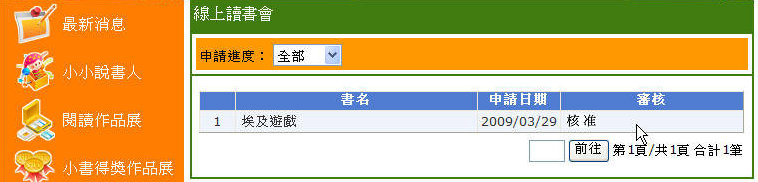 最新消息
小小說書人
閱讀作品展
小書得獎作品展
線上讀書會
申請進度： 全部
書名 申請日期 審核
1 埃及遊戲 2009/03/29 核准
前往 第1頁/共1頁 合計1筆